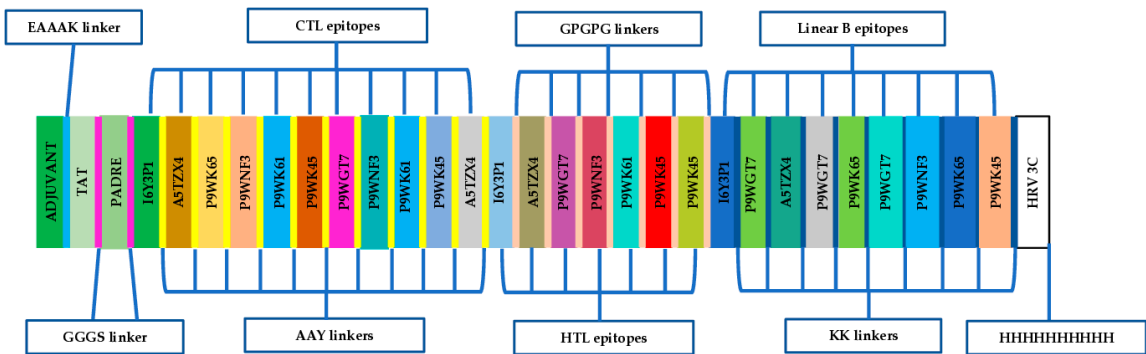 EAAAK linker
CTL epitopes
GPGPG linkers
Linear B epitopes
ADJUVANT
TAT
PADRE
I6Y3P1
A5TZX4
P9WK65
P9WNF3
P9WK61
P9WK45
P9WGT7
P9WNF3
P9WK61
P9WK45
A5TZX4
I6Y3P1
A5TZX4
P9WGT7
P9WNF3
P9WK61
P9WK45
P9WK45
I6Y3P1
P9WGT7
A5TZX4
P9WGT7
P9WK65
P9WGT7
P9WNF3
P9WK65
P9WK45
HRV 3C
GGGS linker
AAY linkers
HTL epitopes
KK linkers
HHHHHHHHHH